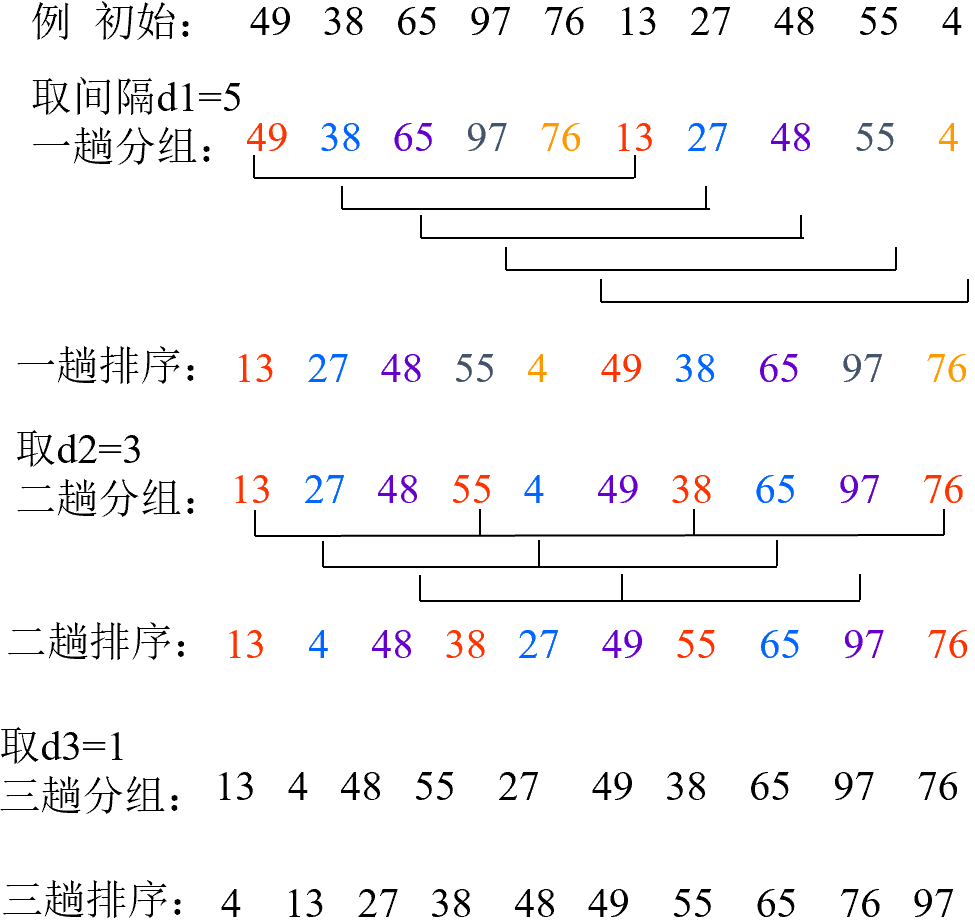 例 初始： 49 38 65 97 76 13 27 48 55 4
取间隔d1=5
一趟分组： 49 38 65 97 76 13 27 48 55 4
一趟排序： 13 27 48 55 4 49 38 65 97 76
取d2=3
二趟分组： 13 27 48 55 4 49 38 65 97 76
二趟排序： 13 4 48 38 27 49 55 65 97 76
取d3=1
三趟分组： 13 4 48 55 27 49 38 65 97 76
三趟排序： 4 13 27 38 48 49 55 65 76 97